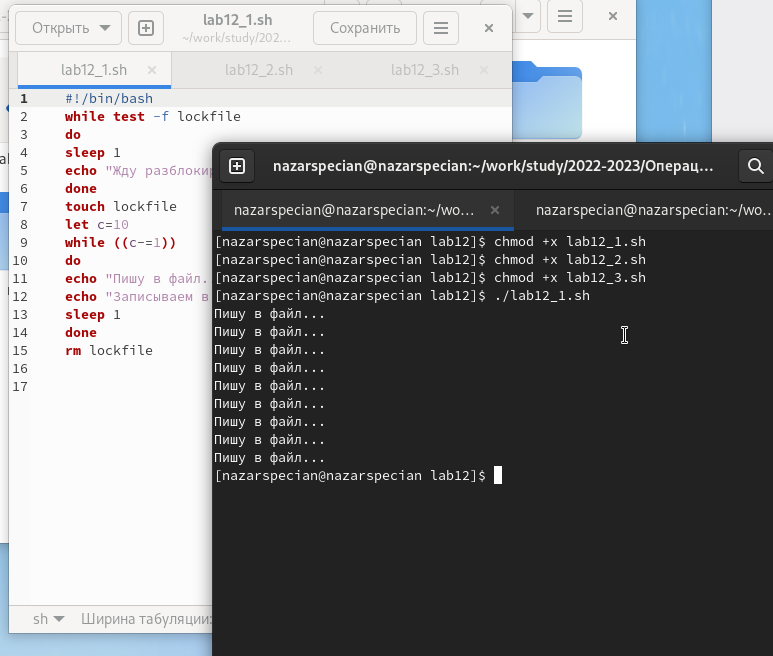 Открыть
lab12_1.sh
~/work/study/202...
Сохранить
lab12_1.sh
lab12_2.sh
lab12_3.sh
1 #!/bin/bash
2 while test -f lockfile
3 do
4 sleep 1
5 echo "Жду
6 done
7 touch lockfile
8 let c=10
9 while ((c-=1))
10 do
11 echo "Пишу в файл.
12 echo "Записываем в
13 sleep 1
14 done
15 rm lockfile
16
17
sh
Ширина табуляции:
nazarspecian@nazarspecian:~/work/study/2022-2023/Операц...
nazarspecian@nazarspecian:~/wo...
nazarspecian@nazarspecian:~/wo...
[nazarspecian@nazarspecian lab12]$ chmod +x lab12_1.sh
[nazarspecian@nazarspecian lab12]$ chmod +x lab12_2.sh
[nazarspecian@nazarspecian lab12]$ chmod +x lab12_3.sh
[nazarspecian@nazarspecian lab12]$ ./lab12_1.sh
Пишу в файл...
Пишу в файл...
Пишу в файл...
Пишу в файл...
Пишу в файл...
Пишу в файл...
Пишу в файл...
Пишу в файл...
Пишу в файл...
[nazarspecian@nazarspecian lab12]$